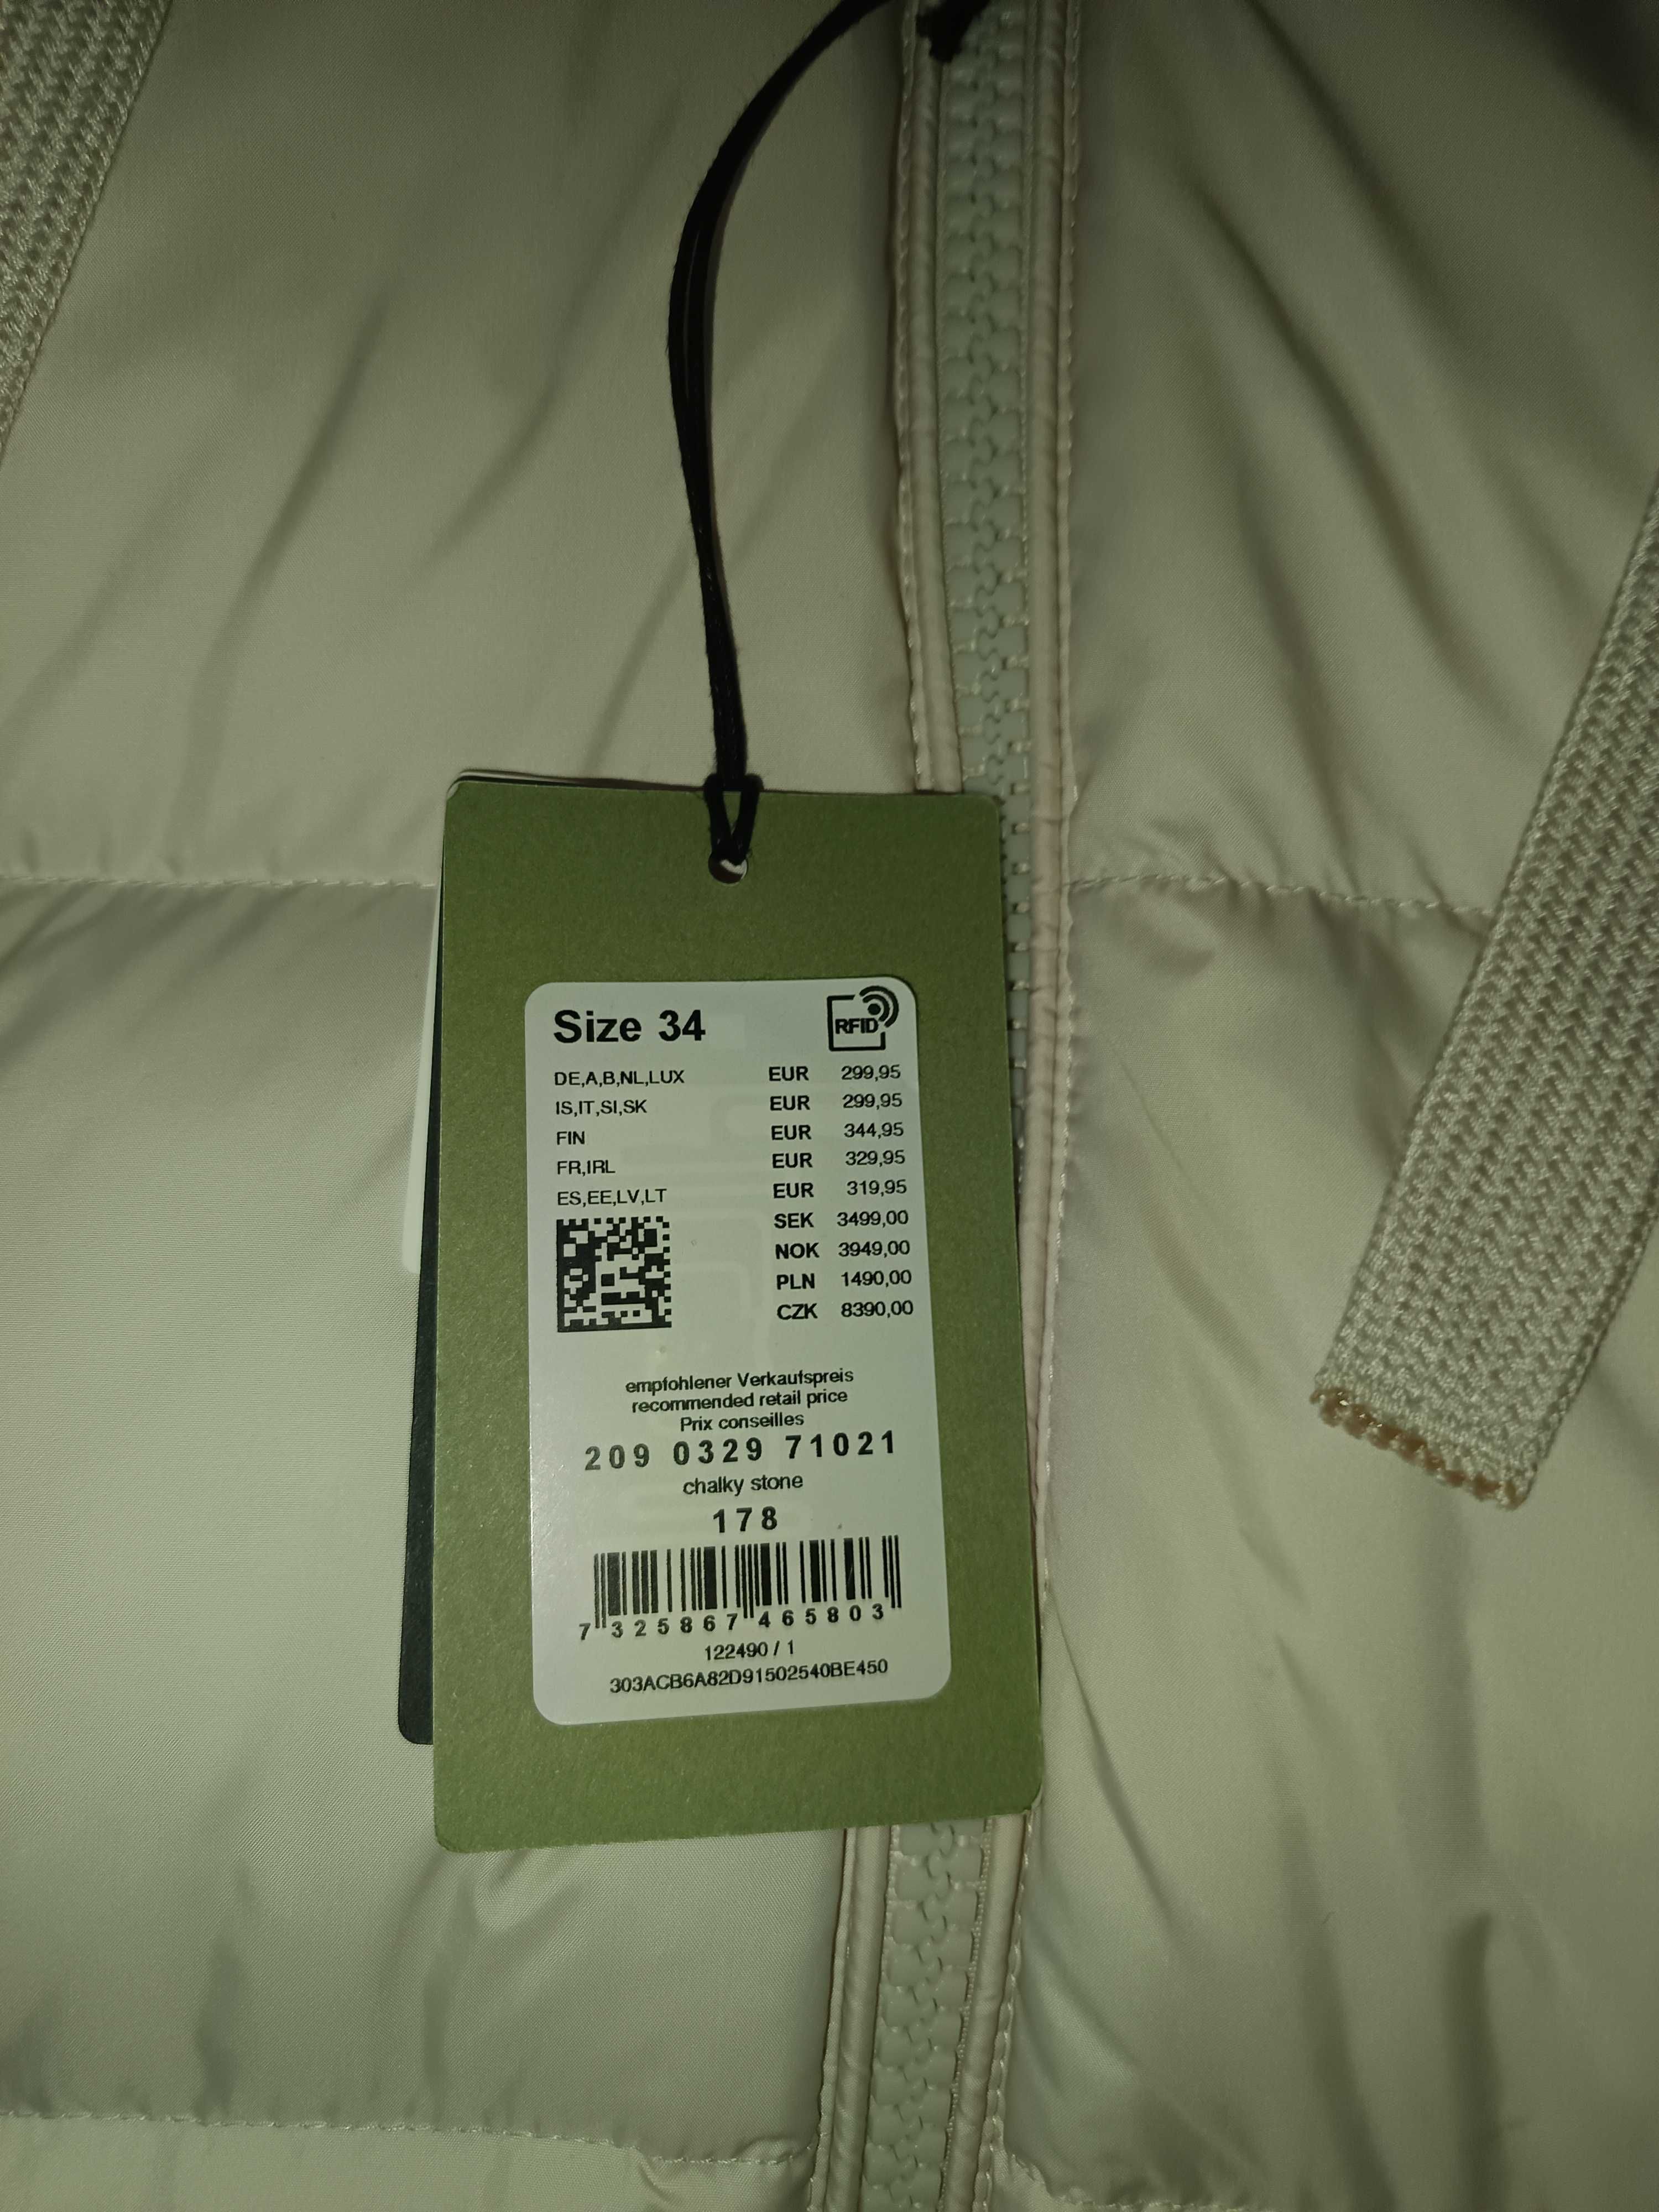 Size 34
RFID
DE,A,B,NL,LUX EUR 299,95
IS,IT,SI,SK EUR 299,95
FIN EUR 344,95
FR,IRL EUR 329,95
ES,EE,LV,LT EUR 319,95
SEK 3499,00
NOK 3949,00
PLN 1490,00
CZK 8390,00
empfohlener Verkaufspreis
recommended retail price
Prix conseilles
209 0329 71021
chalky stone
178
7 325867 465803
122490 / 1
303ACB6A82D91502540BE450